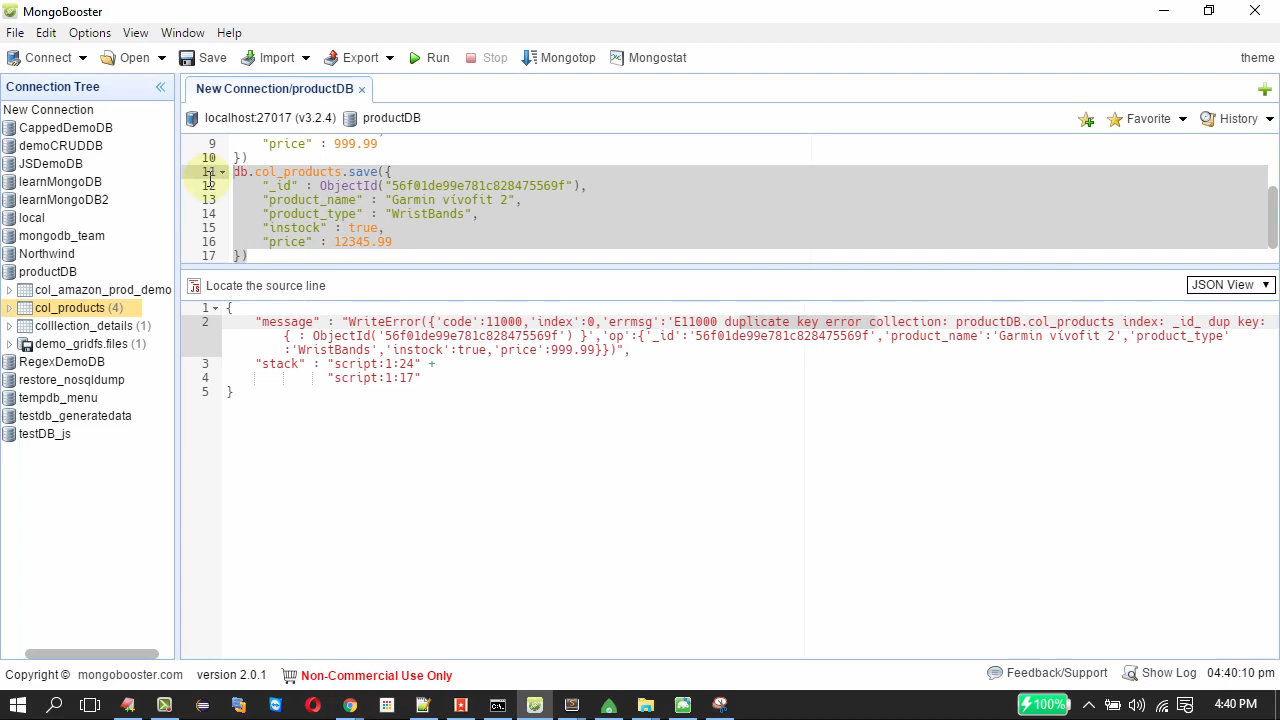 MongoBooster
File Edit Options View Window Help
Connect Open Save Import Export Run Stop Mongotop Mongostat theme
Connection Tree
New Connection
CappedDemoDB
demoCRUDDB
JSDemoDB
learnMongoDB
learnMongoDB2
local
mongodb_team
Northwind
productDB
col_amazon_prod_demo
col_products (4)
colllection_details (1)
demo_gridfs.files (1)
RegexDemoDB
restore_nosqldump
tempdb_menu
testdb_generatedata
testDB_js
New Connection/productDB ×
localhost:27017 (v3.2.4) productDB Favorite History
9 "price" : 999.99
10 })
11 db.col_products.save({
12 "_id" : ObjectId("56f01de99e781c828475569f"),
13 "product_name" : "Garmin vívofit 2",
14 "product_type" : "WristBands",
15 "instock" : true,
16 "price" : 12345.99
17 })
Locate the source line JSON View
1 {
2 "message" : "WriteError({'code':11000,'index':0,'errmsg':'E11000 duplicate key error collection: productDB.col_products index: _id_ dup key:
{ : ObjectId('56f01de99e781c828475569f') }','op':{'_id':'56f01de99e781c828475569f','product_name':'Garmin vívofit 2','product_type'
:'WristBands','instock':true,'price':999.99}})",
3 "stack" : "script:1:24" +
4 "script:1:17"
5 }
Copyright © mongobooster.com version 2.0.1 Non-Commercial Use Only Feedback/Support Show Log 04:40:10 pm
100% 4:40 PM